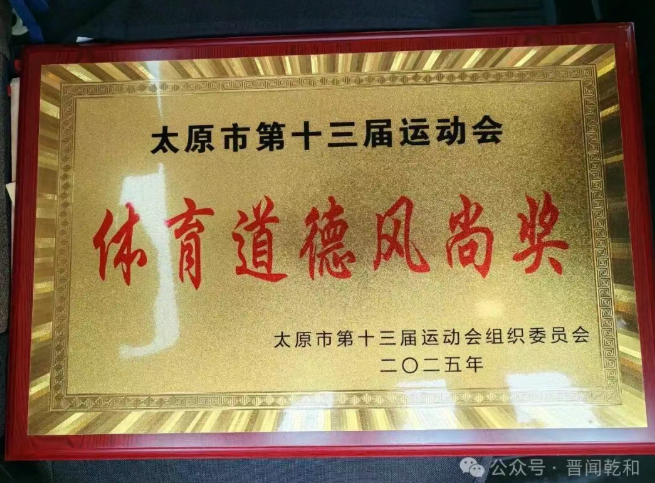 太原市第十三届运动会
体育道德风尚奖
太原市第十三届运动会组织委员会
二〇二五年
公众号·晋闻乾和